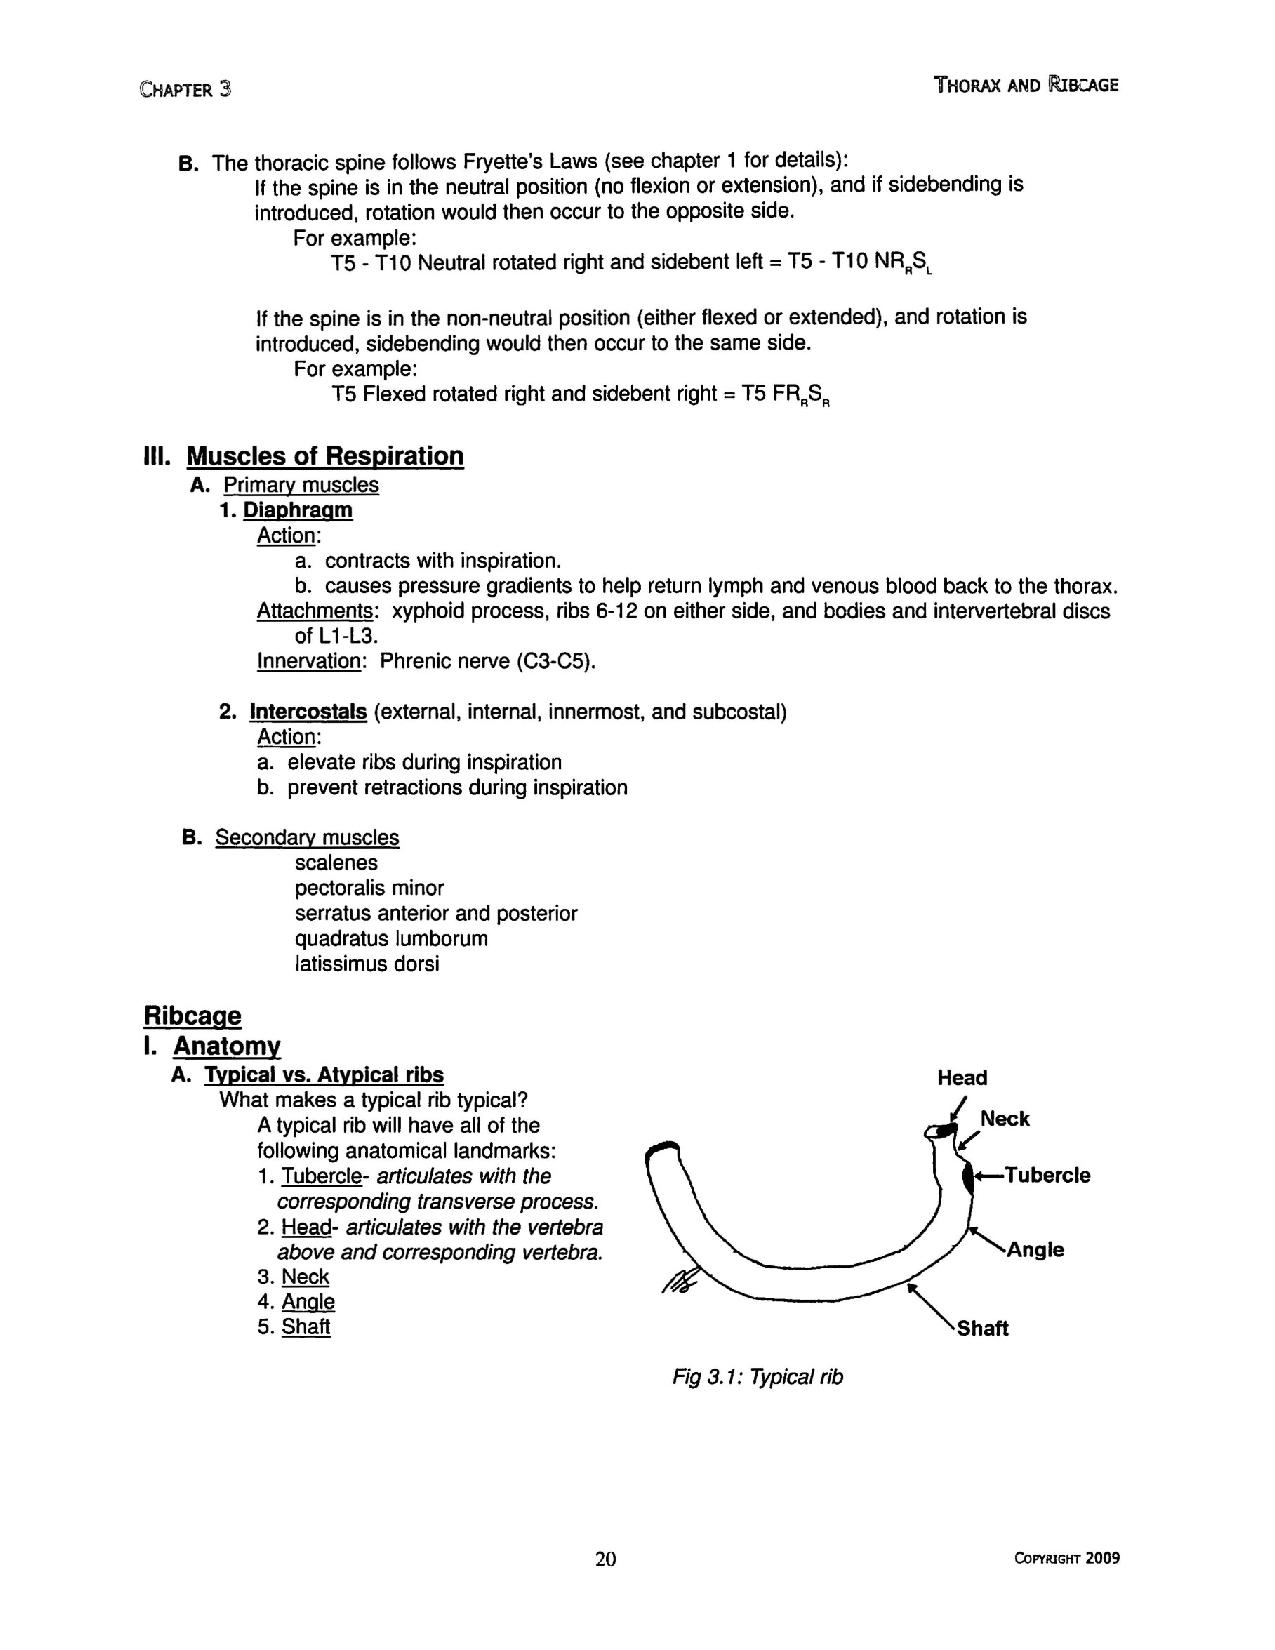 CHAPTER 3
THORAX AND RIBCAGE
B. The thoracic spine follows Fryette's Laws (see chapter 1 for details):
If the spine is in the neutral position (no flexion or extension), and if sidebending is
introduced, rotation would then occur to the opposite side.
For example:
T5 - T10 Neutral rotated right and sidebent left = T5 - T10 NRRSL
If the spine is in the non-neutral position (either flexed or extended), and rotation is
introduced, sidebending would then occur to the same side.
For example:
T5 Flexed rotated right and sidebent right = T5 FRRSR
III. Muscles of Respiration
A. Primary muscles
1. Diaphragm
Action:
a. contracts with inspiration.
b. causes pressure gradients to help return lymph and venous blood back to the thorax.
Attachments: xyphoid process, ribs 6-12 on either side, and bodies and intervertebral discs
of L1-L3.
Innervation: Phrenic nerve (C3-C5).
2. Intercostals (external, internal, innermost, and subcostal)
Action:
a. elevate ribs during inspiration
b. prevent retractions during inspiration
B. Secondary muscles
scalenes
pectoralis minor
serratus anterior and posterior
quadratus lumborum
latissimus dorsi
Ribcage
I. Anatomy
A. Typical vs. Atypical ribs
What makes a typical rib typical?
A typical rib will have all of the
following anatomical landmarks:
1. Tubercle- articulates with the
corresponding transverse process.
2. Head- articulates with the vertebra
above and corresponding vertebra.
3. Neck
4. Angle
5. Shaft
Head
Neck
Tubercle
Angle
Shaft
Fig 3.1: Typical rib
20
COPYRIGHT 2009